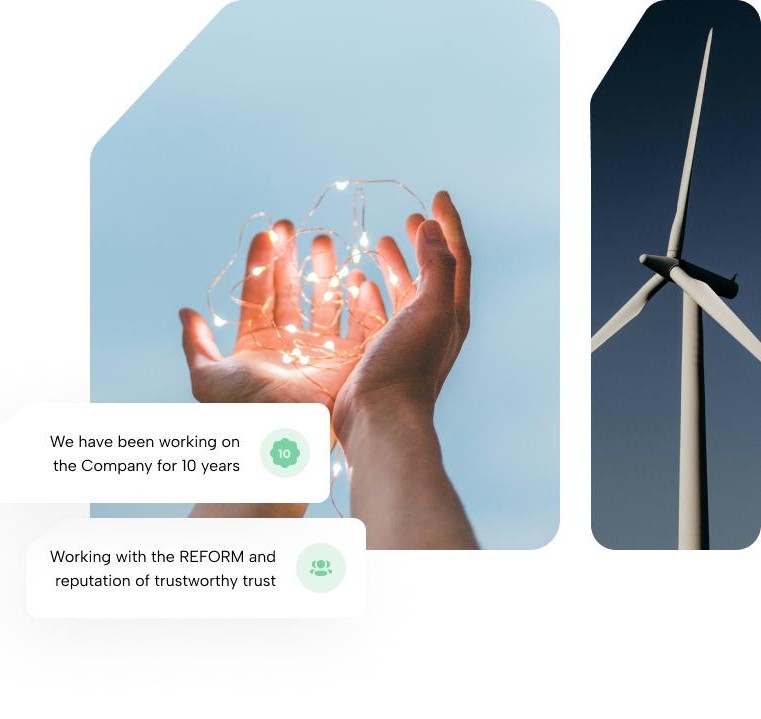 We have been working on
the Company for 10 years
10
Working with the REFORM and
reputation of trustworthy trust